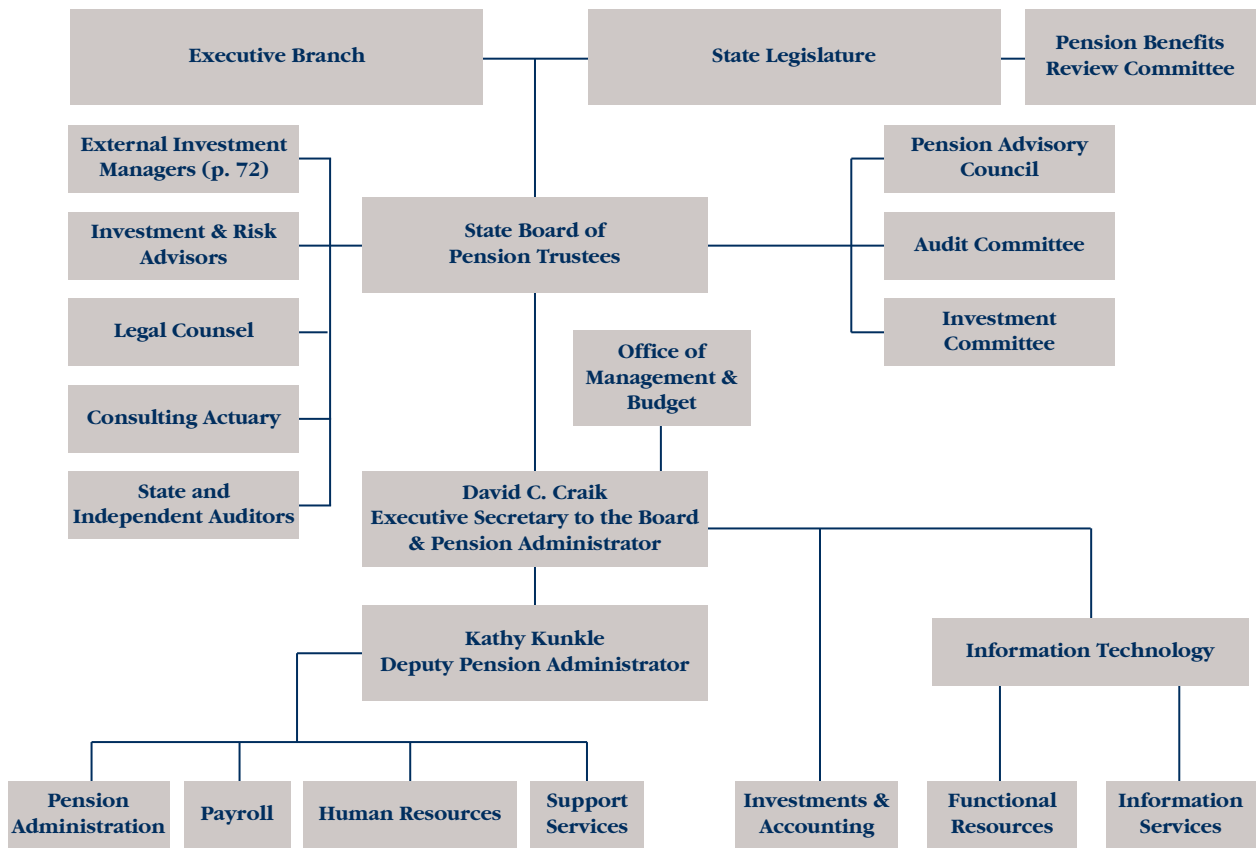 Executive Branch
State Legislature
Pension Benefits
Review Committee
External Investment
Managers (p. 72)
Pension Advisory
Council
Investment & Risk
Advisors
State Board of
Pension Trustees
Audit Committee
Legal Counsel
Investment
Committee
Office of
Management &
Budget
Consulting Actuary
State and
Independent Auditors
David C. Craik
Executive Secretary to the Board
& Pension Administrator
Kathy Kunkle
Deputy Pension Administrator
Information Technology
Pension
Administration
Payroll
Human Resources
Support
Services
Investments &
Accounting
Functional
Resources
Information
Services